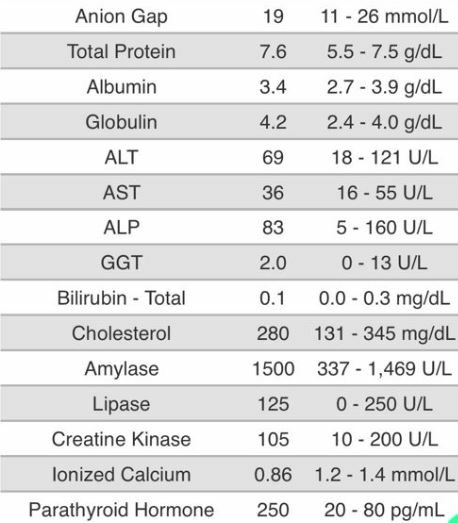 Anion Gap 19 11 - 26 mmol/L
Total Protein 7.6 5.5 - 7.5 g/dL
Albumin 3.4 2.7 - 3.9 g/dL
Globulin 4.2 2.4 - 4.0 g/dL
ALT 69 18 - 121 U/L
AST 36 16 - 55 U/L
ALP 83 5 - 160 U/L
GGT 2.0 0 - 13 U/L
Bilirubin - Total 0.1 0.0 - 0.3 mg/dL
Cholesterol 280 131 - 345 mg/dL
Amylase 1500 337 - 1,469 U/L
Lipase 125 0 - 250 U/L
Creatine Kinase 105 10 - 200 U/L
Ionized Calcium 0.86 1.2 - 1.4 mmol/L
Parathyroid Hormone 250 20 - 80 pg/mL